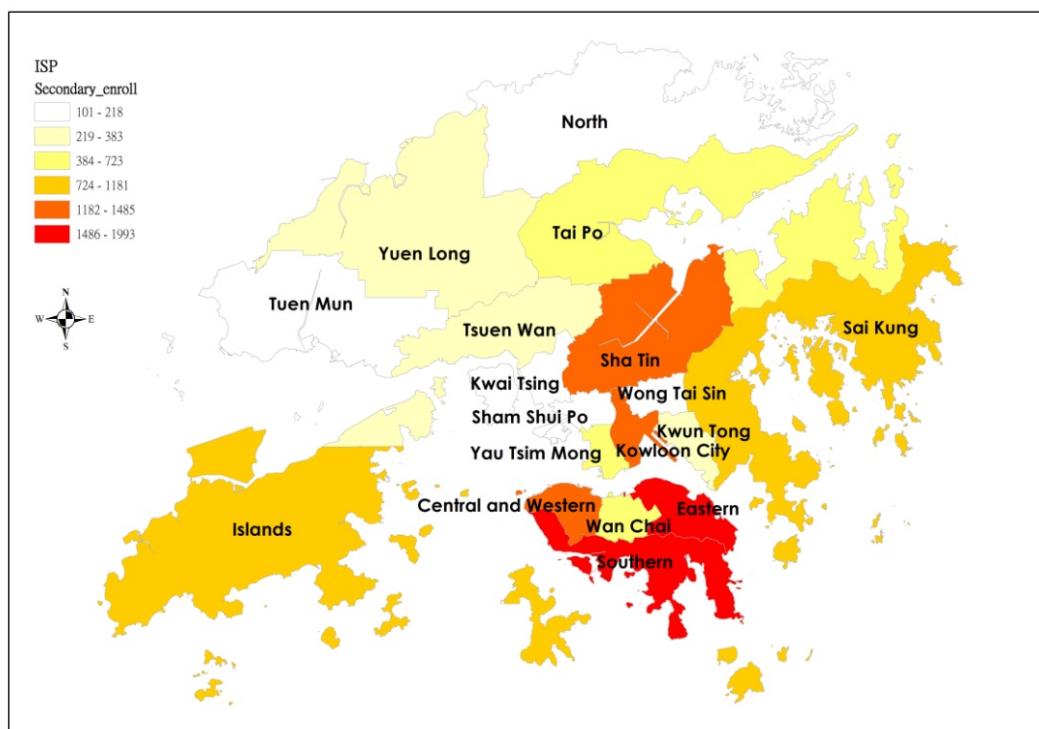 ISP
Secondary_enroll
101 - 218
219 - 383
384 - 723
724 - 1181
1182 - 1485
1486 - 1993
North
Tai Po
Yuen Long
Tuen Mun
N
W E
S
Tsuen Wan
Sai Kung
Sha Tin
Kwai Tsing
Wong Tai Sin
Sham Shui Po
Kwun Tong
Yau Tsim Mong
Kowloon City
Central and Western
Eastern
Islands
Wan Chai
Southern